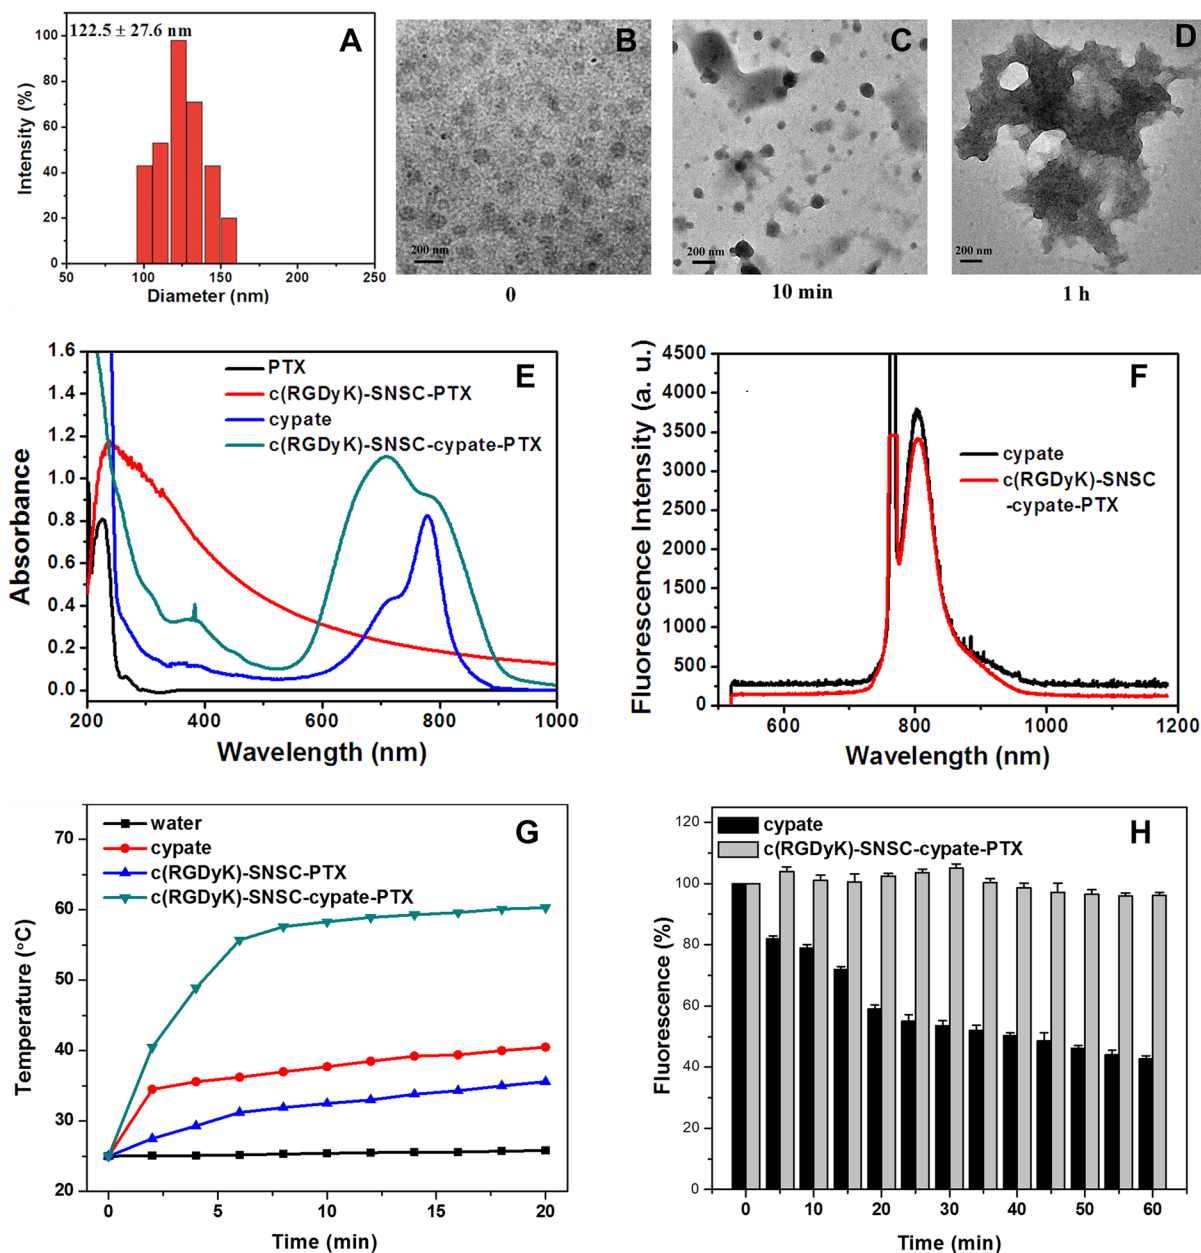 A
122.5 ± 27.6 nm
Intensity (%)
100
80
60
40
20
0
50 100 150 200 250
Diameter (nm)
B
200 nm
0
C
200 nm
10 min
D
200 nm
1 h
E
PTX
c(RGDyK)-SNSC-PTX
cypate
c(RGDyK)-SNSC-cypate-PTX
Absorbance
1.6
1.4
1.2
1.0
0.8
0.6
0.4
0.2
0.0
200 400 600 800 1000
Wavelength (nm)
F
cypate
c(RGDyK)-SNSC
-cypate-PTX
Fluorescence Intensity (a. u.)
4500
4000
3500
3000
2500
2000
1500
1000
500
0
600 800 1000 1200
Wavelength (nm)
G
water
cypate
c(RGDyK)-SNSC-PTX
c(RGDyK)-SNSC-cypate-PTX
Temperature (°C)
70
60
50
40
30
20
0 5 10 15 20
Time (min)
H
cypate
c(RGDyK)-SNSC-cypate-PTX
Fluorescence (%)
120
100
80
60
40
20
0
0 10 20 30 40 50 60
Time (min)